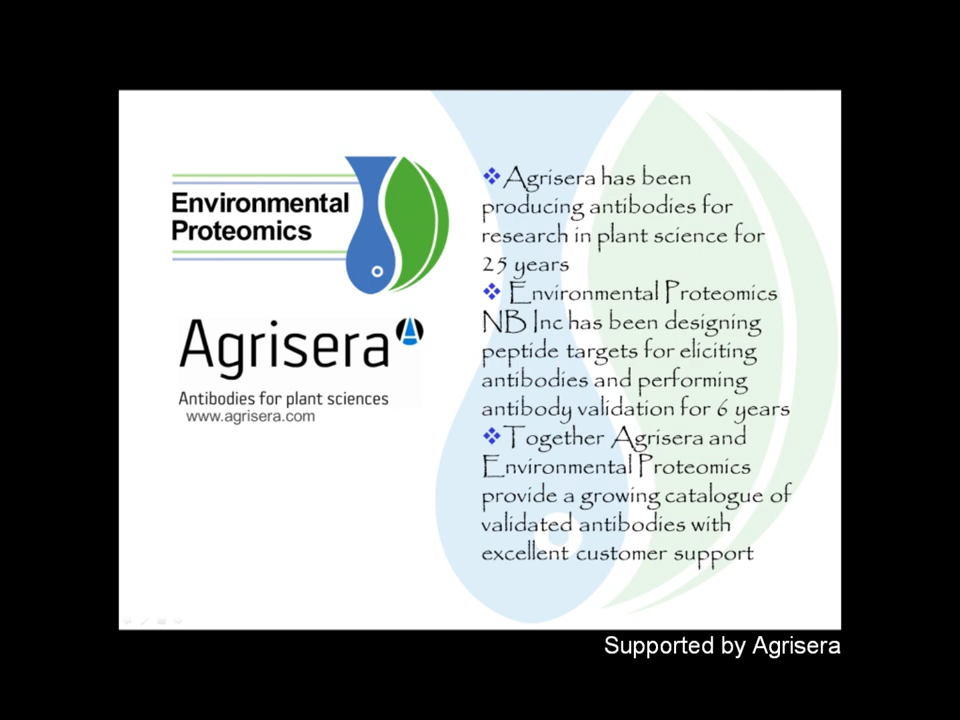 Environmental
Proteomics
Agrisera
Antibodies for plant sciences
www.agrisera.com
❖Agrisera has been
producing antibodies for
research in plant science for
25 years
❖ Environmental Proteomics
NB Inc has been designing
peptide targets for eliciting
antibodies and performing
antibody validation for 6 years
❖Together Agrisera and
Environmental Proteomics
provide a growing catalogue of
validated antibodies with
excellent customer support
Supported by Agrisera